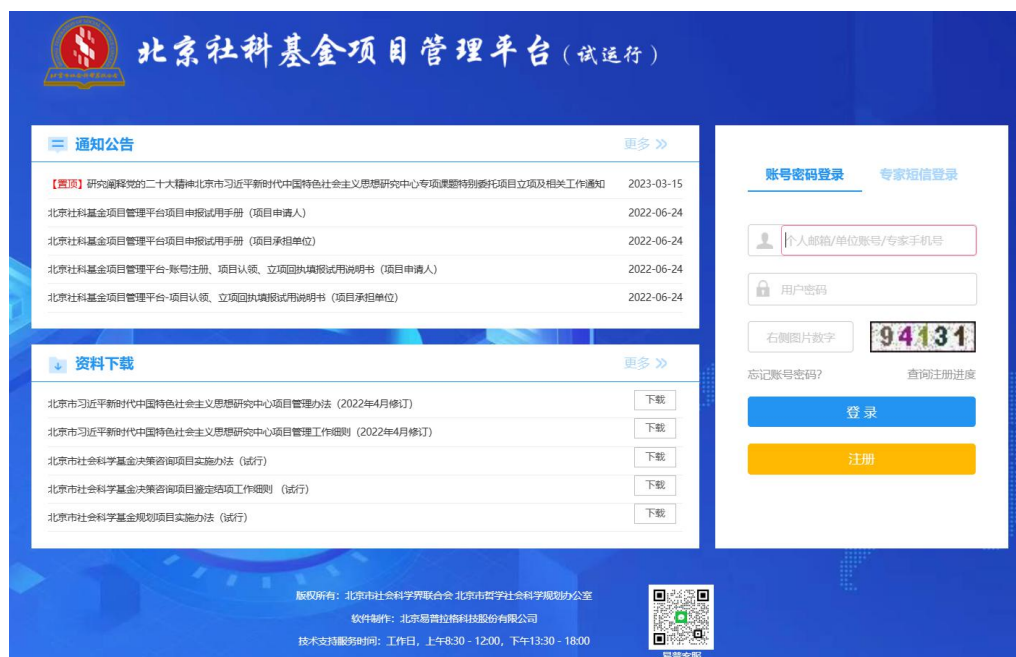 北京社科基金项目管理平台(试运行)
通知公告
更多
【置顶】研究阐释党的二十大精神北京市习近平新时代中国特色社会主义思想研究中心专项课题特别委托项目立项及相关工作通知 2023-03-15
北京社科基金项目管理平台项目申报试用手册（项目申请人） 2022-06-24
北京社科基金项目管理平台项目申报试用手册（项目承担单位） 2022-06-24
北京社科基金项目管理平台-账号注册、项目认领、立项回执填报试用说明书（项目申请人） 2022-06-24
北京社科基金项目管理平台-项目认领、立项回执填报试用说明书（项目承担单位） 2022-06-24
资料下载
更多
北京市习近平新时代中国特色社会主义思想研究中心项目管理办法（2022年4月修订） 下载
北京市习近平新时代中国特色社会主义思想研究中心项目管理工作细则（2022年4月修订） 下载
北京市社会科学基金决策咨询项目实施办法（试行） 下载
北京市社会科学基金决策咨询项目鉴定结项工作细则 （试行） 下载
北京市社会科学基金规划项目实施办法（试行） 下载
账号密码登录 专家短信登录
个人邮箱/单位账号/专家手机号
用户密码
右侧图片数字 94131
忘记账号密码? 查询注册进度
登 录
注册
版权所有：北京市社会科学界联合会 北京市哲学社会科学规划办公室
软件制作：北京易普拉格科技股份有限公司
技术支持服务时间：工作日，上午8:30 - 12:00，下午13:30 - 18:00
易普客服